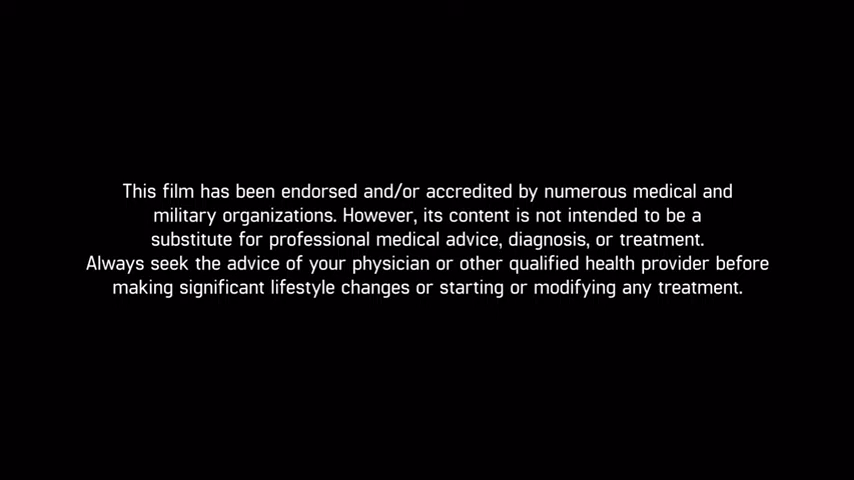 This film has been endorsed and/or accredited by numerous medical and
military organizations. However, its content is not intended to be a
substitute for professional medical advice, diagnosis, or treatment.
Always seek the advice of your physician or other qualified health provider before
making significant lifestyle changes or starting or modifying any treatment.